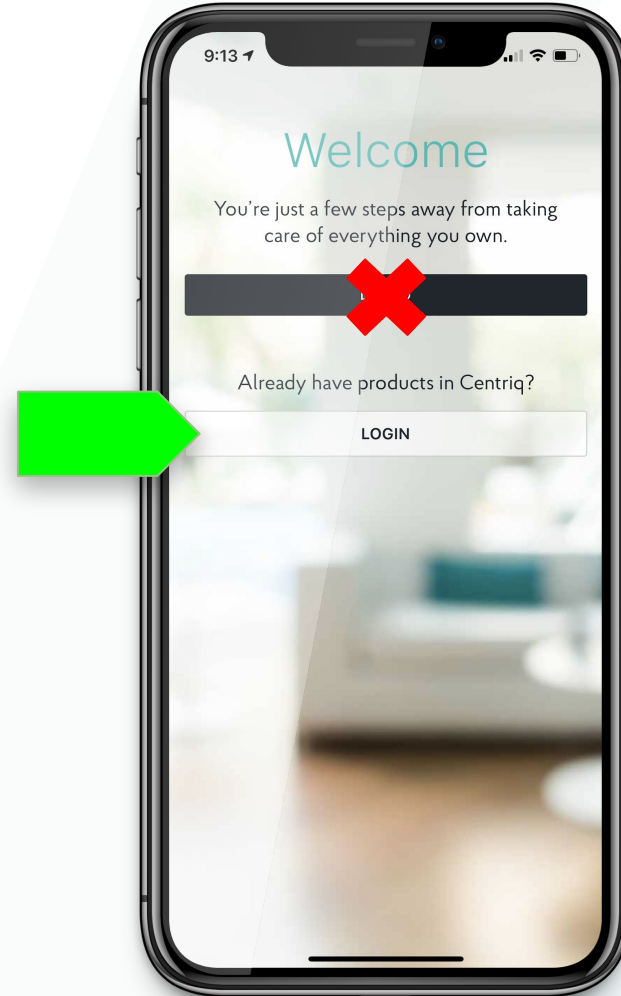 9:13
Welcome
You're just a few steps away from taking
care of everything you own.
Already have products in Centriq?
LOGIN